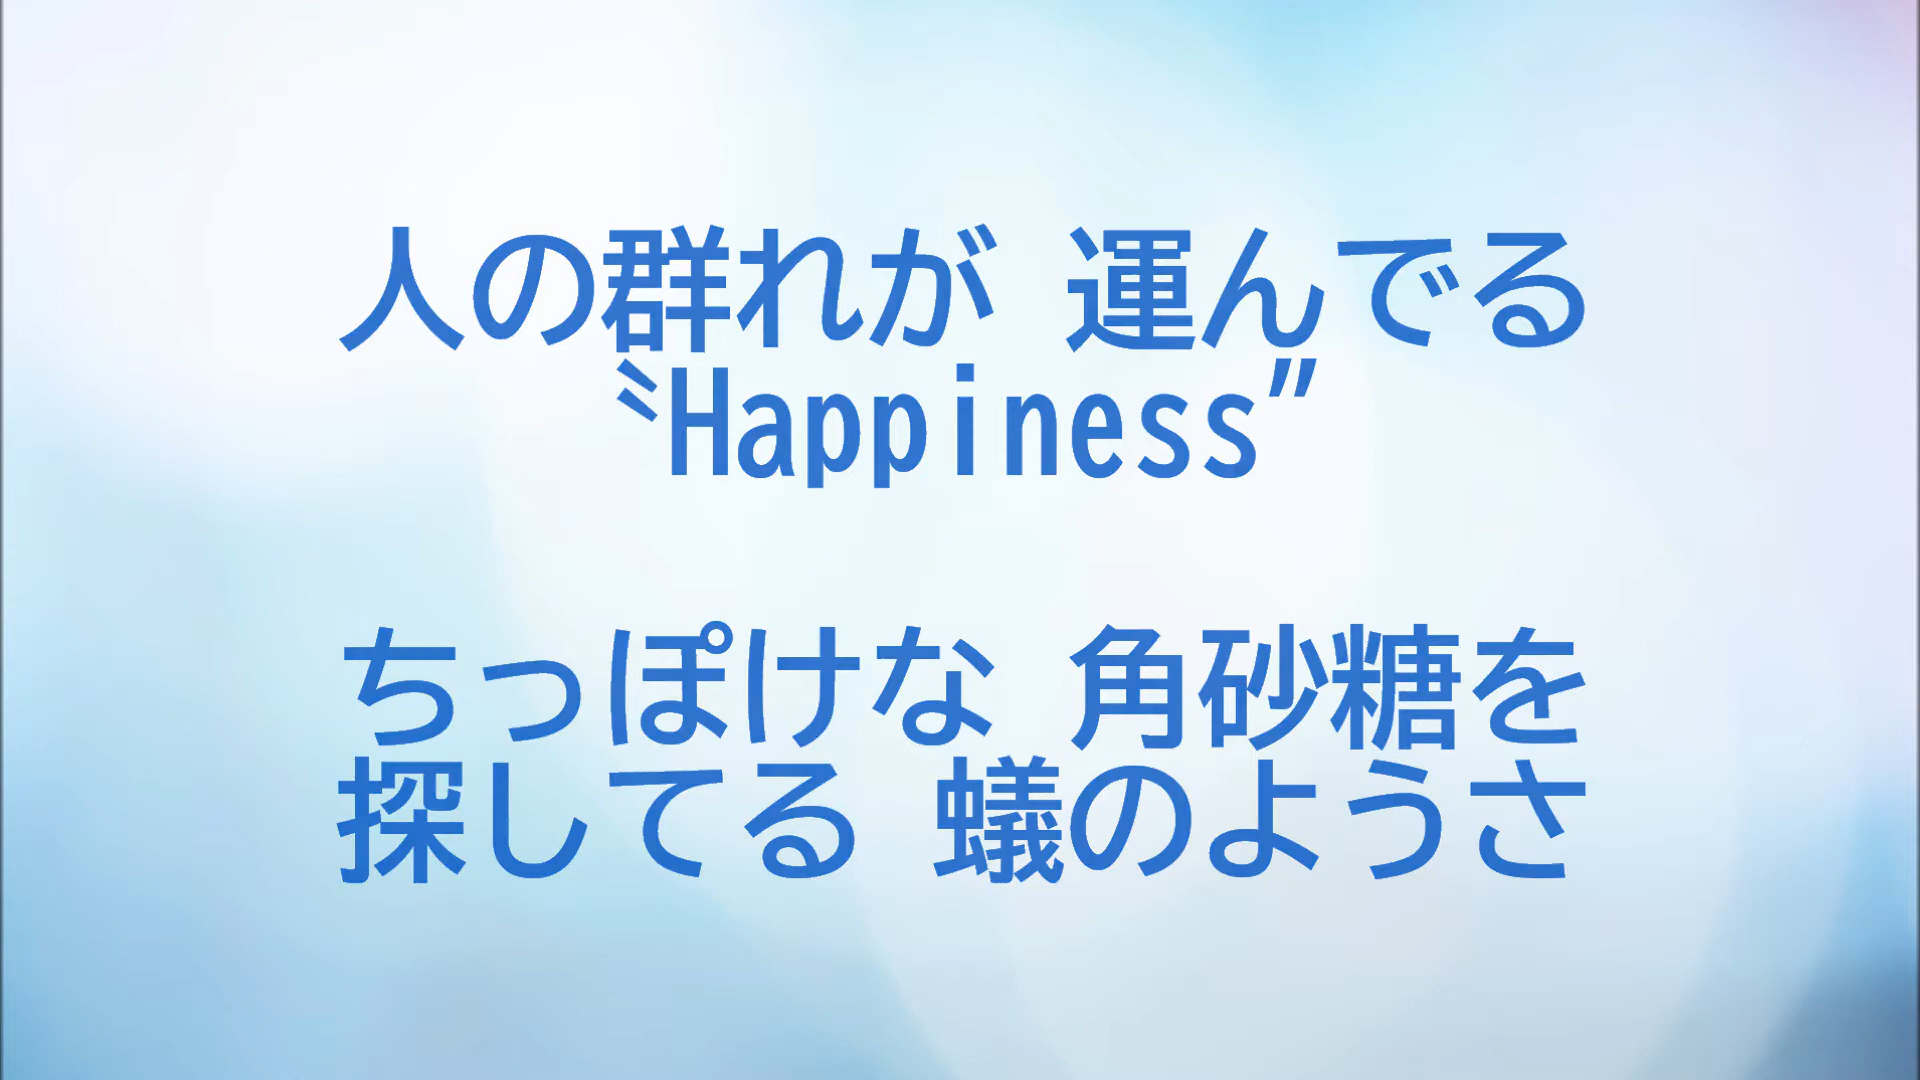 人の群れが 運んでる
〝Happiness”
ちっぽけな 角砂糖を
探してる 蟻のようさ